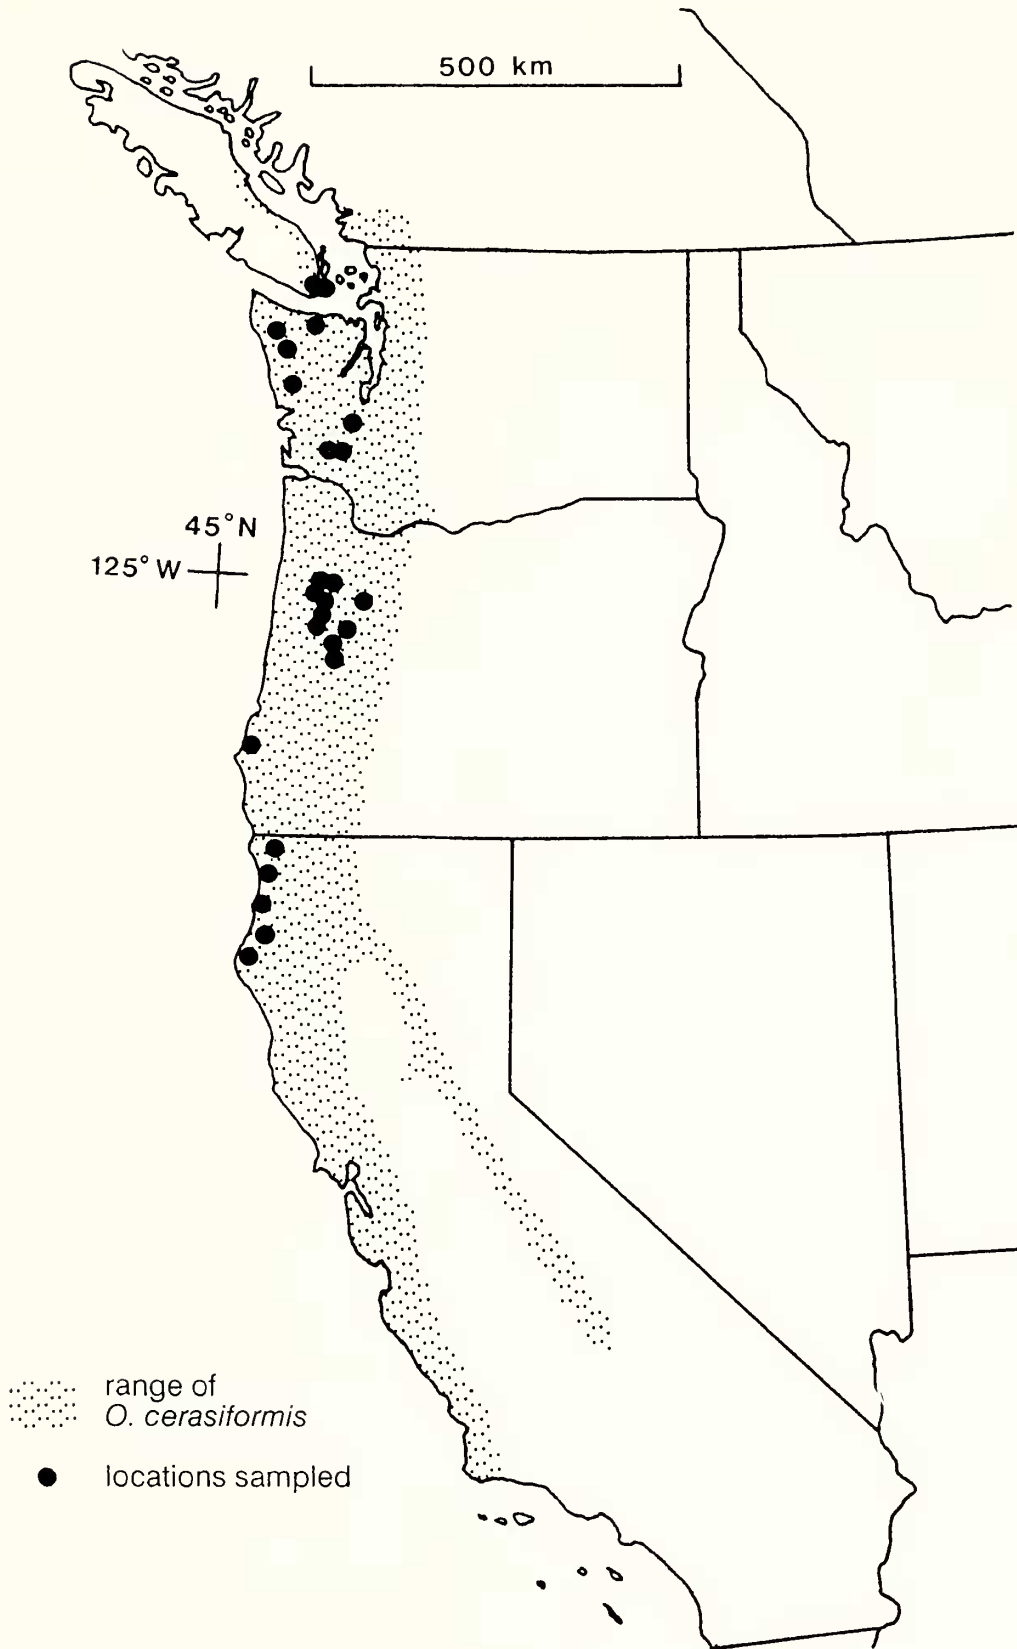 500 km
45°N
125°W
range of
O. cerasiformis
locations sampled